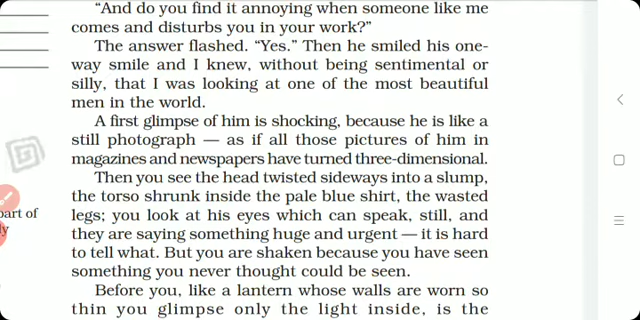 “And do you find it annoying when someone like me
comes and disturbs you in your work?”
The answer flashed. “Yes.” Then he smiled his one-
way smile and I knew, without being sentimental or
silly, that I was looking at one of the most beautiful
men in the world.
A first glimpse of him is shocking, because he is like a
still photograph — as if all those pictures of him in
magazines and newspapers have turned three-dimensional.
Then you see the head twisted sideways into a slump,
the torso shrunk inside the pale blue shirt, the wasted
part of
legs; you look at his eyes which can speak, still, and
ly
they are saying something huge and urgent — it is hard
to tell what. But you are shaken because you have seen
something you never thought could be seen.
Before you, like a lantern whose walls are worn so
thin you glimpse only the light inside, is the